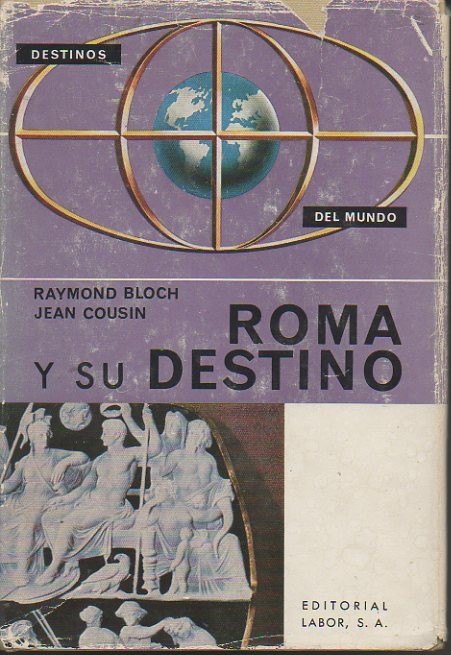 DESTINOS
DEL MUNDO
RAYMOND BLOCH
JEAN COUSIN
ROMA
Y SU DESTINO
EDITORIAL
LABOR, S. A.